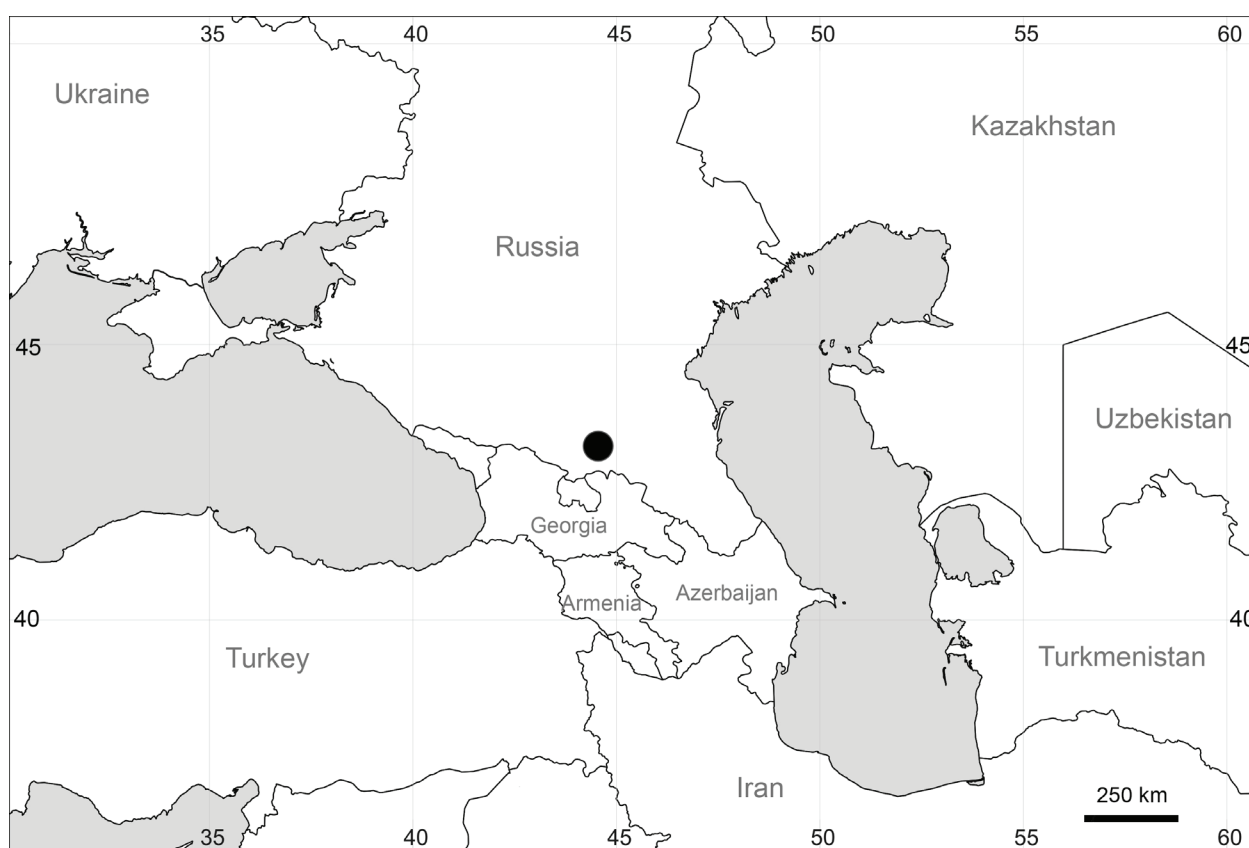 35 40 45 50 55 60
Ukraine
Kazakhstan
Russia
45 45
Uzbekistan
Georgia
Azerbaijan
Armenia
40 40
Turkey
Turkmenistan
Iran
250 km
35 40 45 50 55 60